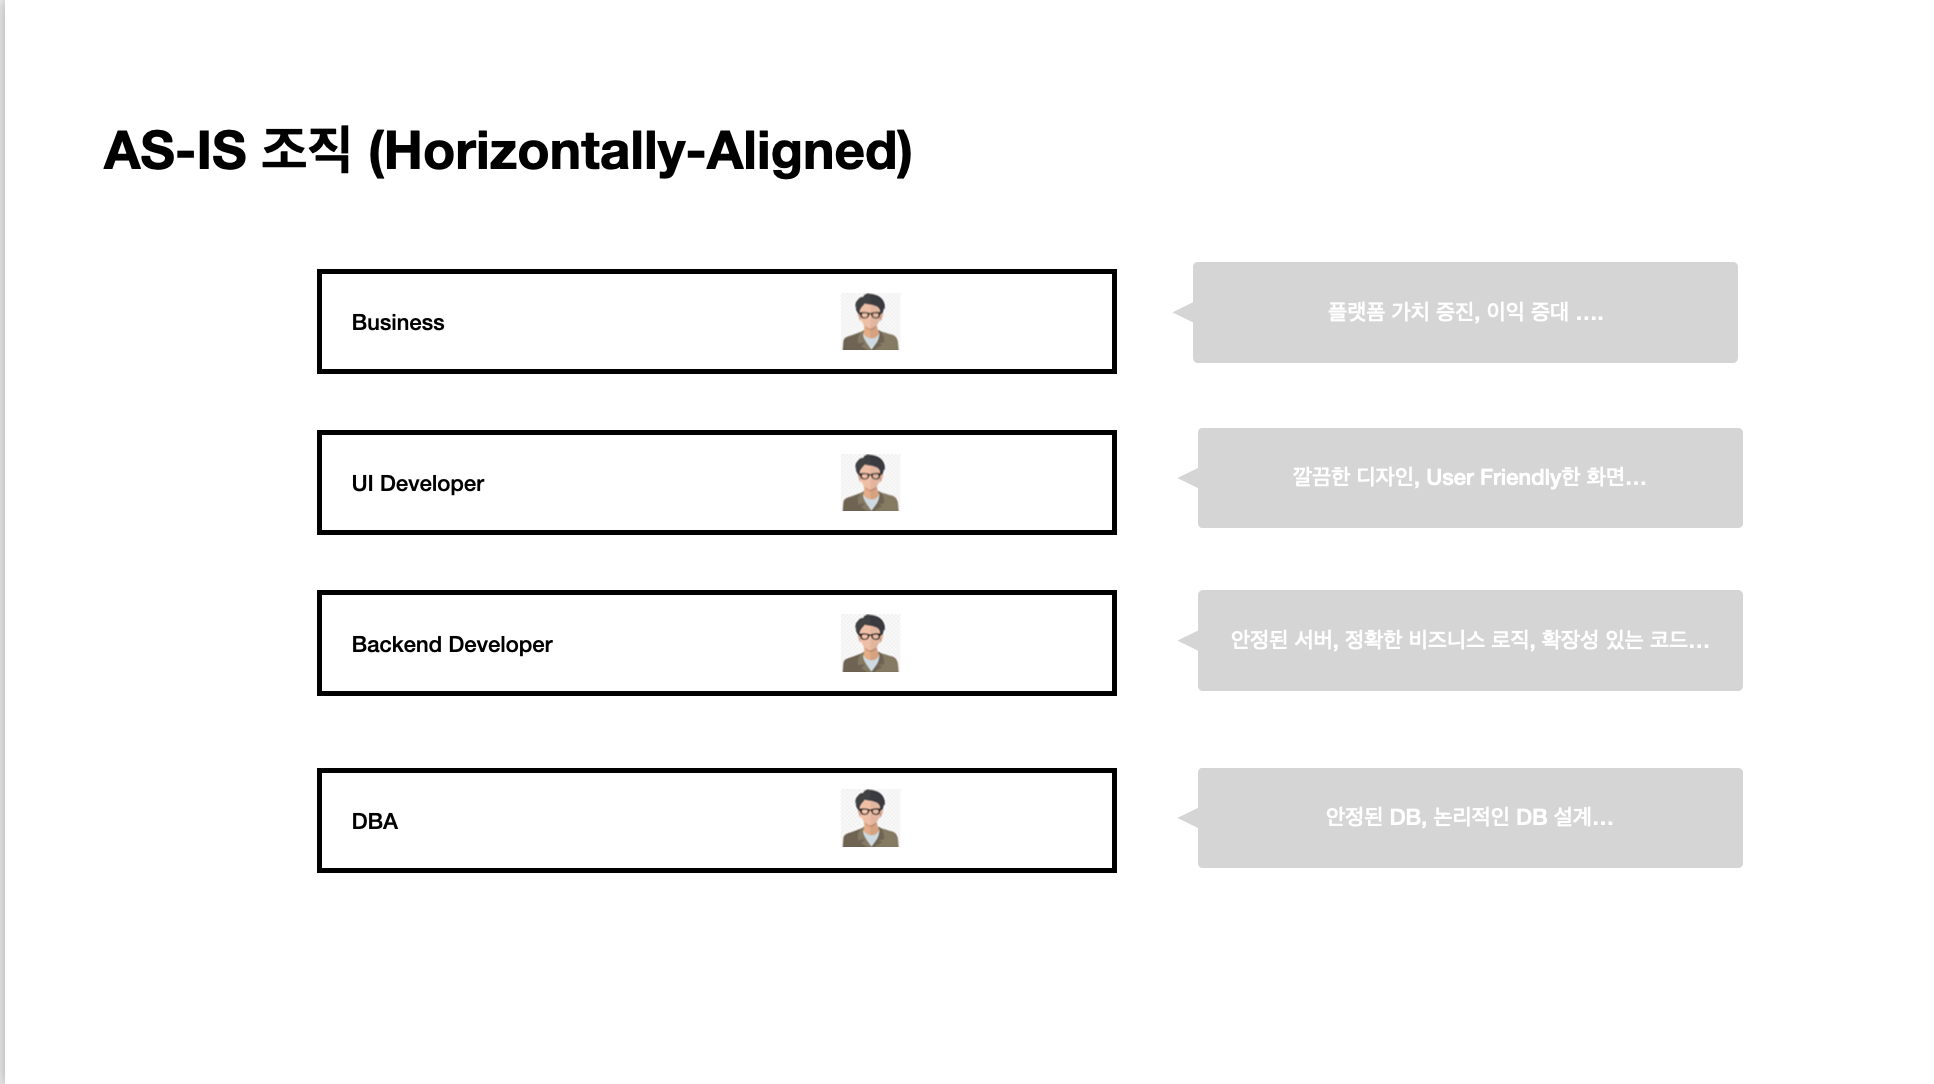 AS-IS 조직 (Horizontally-Aligned)
Business
플랫폼 가치 증진, 이익 증대 ....
UI Developer
깔끔한 디자인, User Friendly한 화면...
Backend Developer
안정된 서버, 정확한 비즈니스 로직, 확장성 있는 코드...
DBA
안정된 DB, 논리적인 DB 설계...